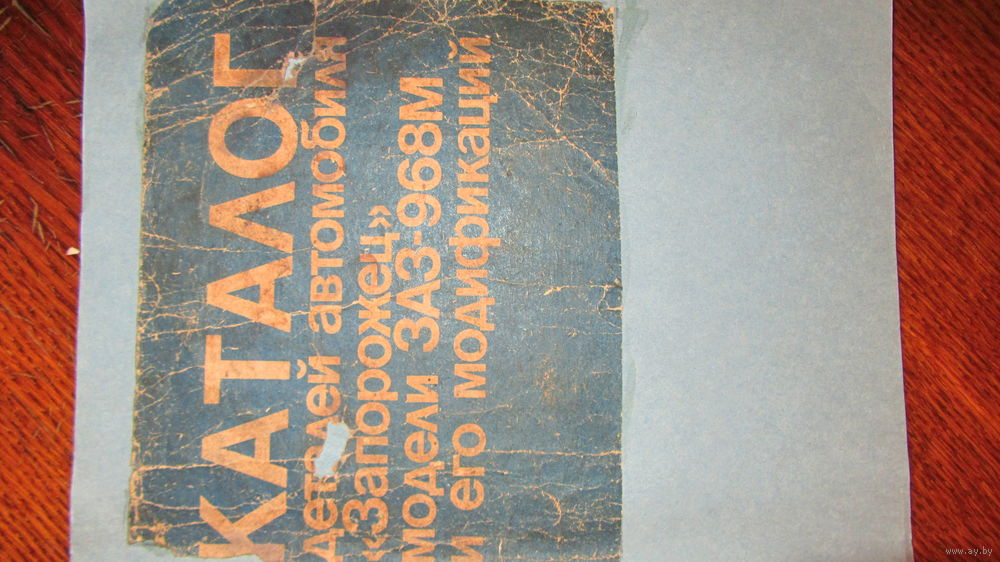 КАТАЛОГ
деталей автомобиля
«Запорожец»
модели ЗАЗ-968М
и его модификаций
www.ay.by